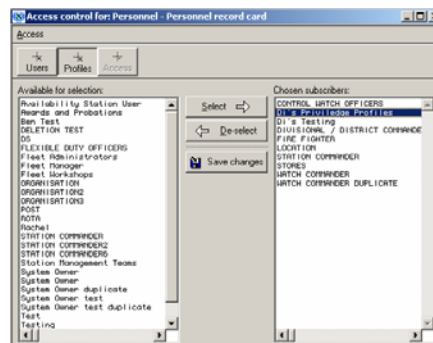 Access control for: Personnel - Personnel record card
Access
Users Profiles Access
Available for selection:
Availability Station User
Awards and Probations
Ben Test
DELETION TEST
DS
FLEXIBLE DUTY OFFICERS
Fleet Administrators
Fleet Manager
Fleet Workshops
ORGANISATION
ORGANISATION2
ORGANISATION3
POST
ROTA
Rachel
STATION COMMANDER
STATION COMMANDER2
STATION COMMANDER6
Station Management Teams
System Owner
System Owner
System Owner duplicate
System Owner test
System Owner test duplicate
Test
Testing
Select
De-select
Save changes
Chosen subscribers:
CONTROL WATCH OFFICERS
Di's Priviledge Profiles
Di's Testing
DIVISIONAL / DISTRICT COMMANDE
FIRE FIGHTER
LOCATION
STATION COMMANDER
STORES
WATCH COMMANDER
WATCH COMMANDER DUPLICATE